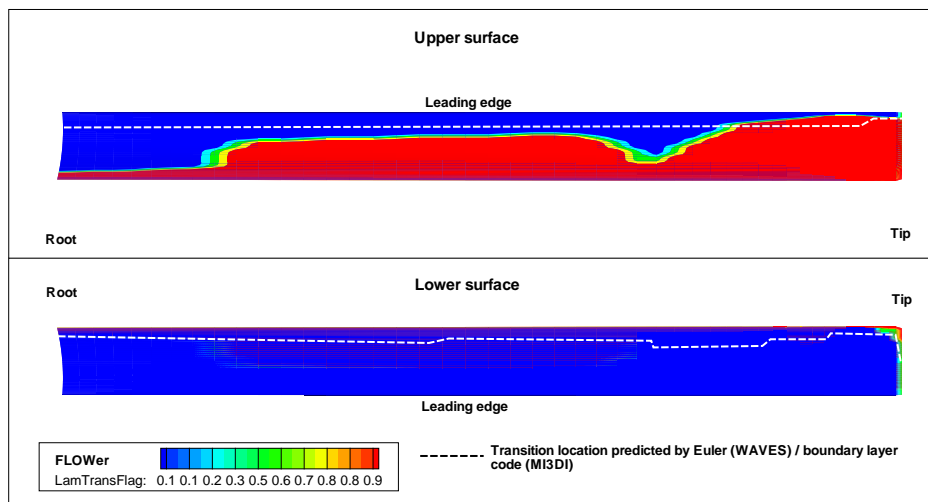 Upper surface
Leading edge
Root
Tip
Lower surface
Root
Tip
Leading edge
FLOWer
LamTransFlag: 0.1 0.1 0.2 0.3 0.5 0.6 0.7 0.8 0.8 0.9
Transition location predicted by Euler (WAVES) / boundary layer
code (MI3DI)